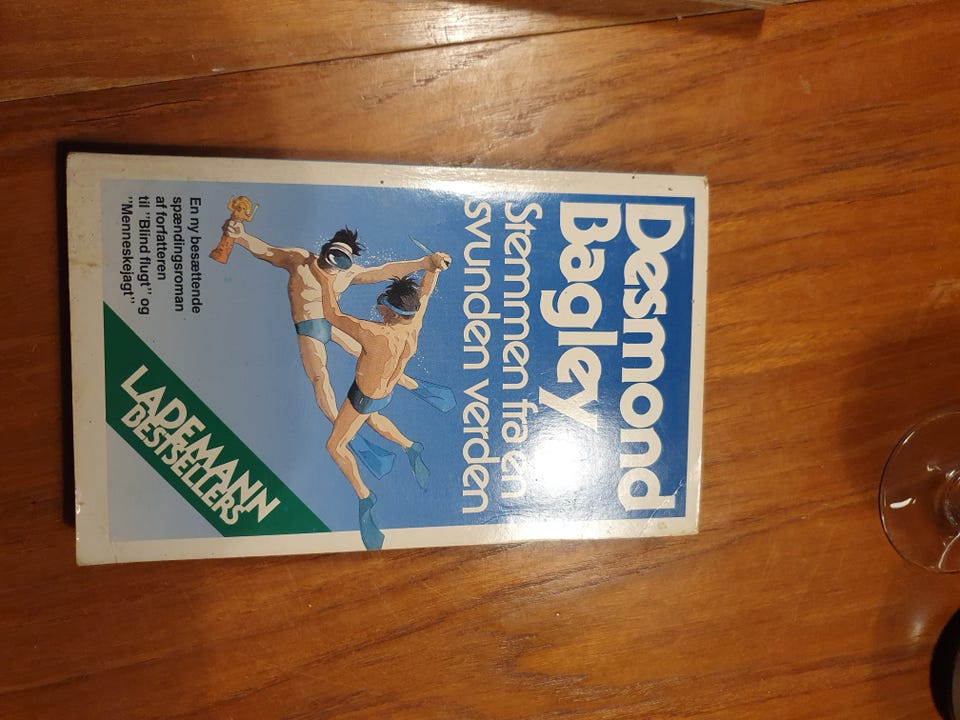 Desmond
Bagley
Stemmen fra en
svunden verden
En ny besættende
spændingsroman
af forfatteren
til "Blind flugt" og
"Menneskejagt"
LADEMANN
BESTSELLERS